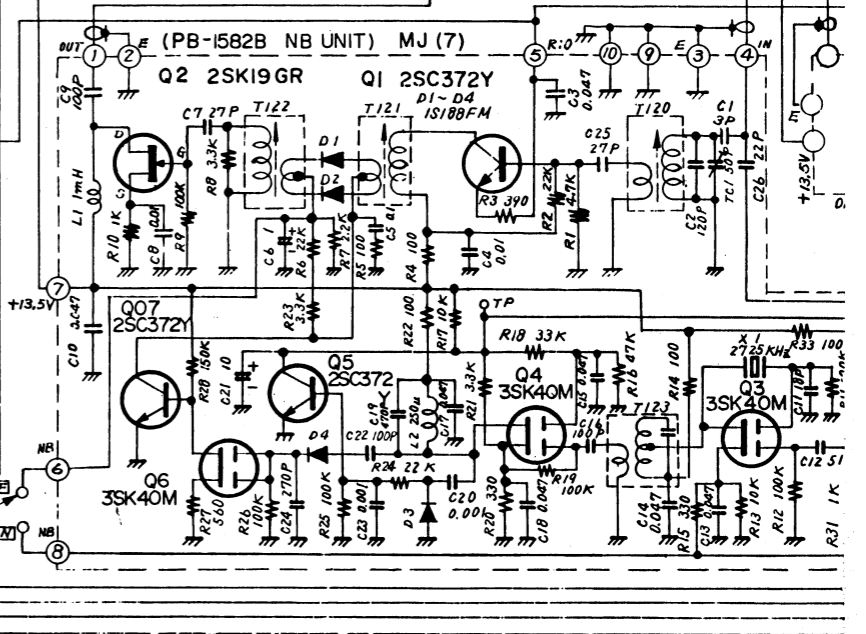 (PB-1582B NB UNIT) MJ (7)
OUT
1
2
E
5
R:O
10
9
E
3
4
IN
Q2 2SK19GR
Q1 2SC372Y
D1~D4
1S188FM
C9
100P
C7 27P
T122
T121
C3
0.047
T120
C1
3P
D
G
S
R8 3.3K
D1
D2
C25
27P
TC1 50P
C26 22P
+13.5V
E
L1 1mH
R10 1K
C8 0.01
R9 100K
C6 1
+
R6 22K
R7 2.2K
R5 100
C5 0.1
R3 390
R2 22K
R1 4.7K
C2
120P
R4 100
C4
0.01
7
+13.5V
Q07
2SC372Y
R23
3.3K
R22 100
R17 10K
TP
C10
R28 150K
C21 10
+
Q5
2SC372
Y
R18 33K
R21 3.3K
Q4
3SK40M
C15 0.047
R16 47K
R14 100
X1
2725KHz
R33 100
Q3
3SK40M
C11 18P
C19
470P
L2 250μ
C17 0.047
C16
100P
T123
NB
6
Q6
3SK40M
D4
C22 100P
R24 22K
C20
0.001
R19
100K
C12 51
R27
560
R26
100K
C24
270P
R25 100K
C23 0.001
D3
R20 330
C18 0.047
C14
0.047
R15 330
C13 0.047
R13 10K
R12 100K
R31 1K
N
NB
8